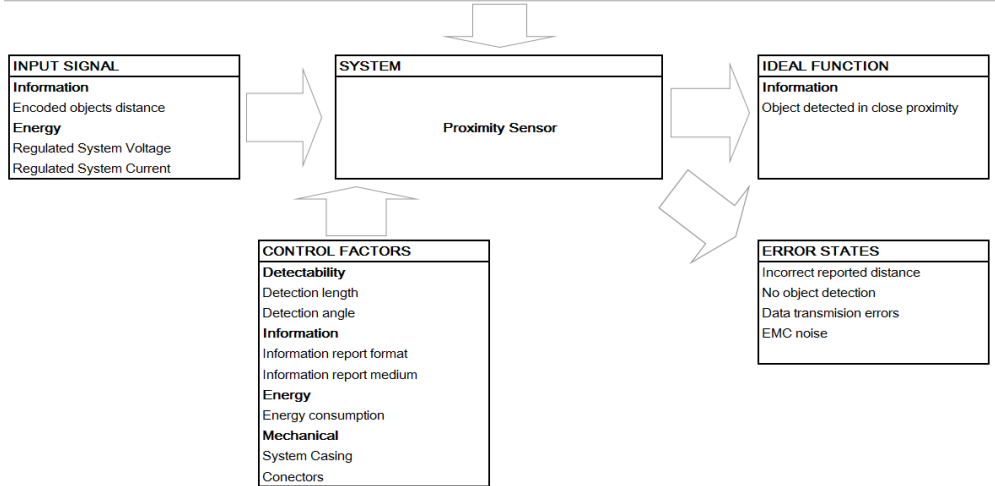 INPUT SIGNAL
Information
Encoded objects distance
Energy
Regulated System Voltage
Regulated System Current
SYSTEM
Proximity Sensor
IDEAL FUNCTION
Information
Object detected in close proximity
CONTROL FACTORS
Detectability
Detection length
Detection angle
Information
Information report format
Information report medium
Energy
Energy consumption
Mechanical
System Casing
Conectors
ERROR STATES
Incorrect reported distance
No object detection
Data transmision errors
EMC noise